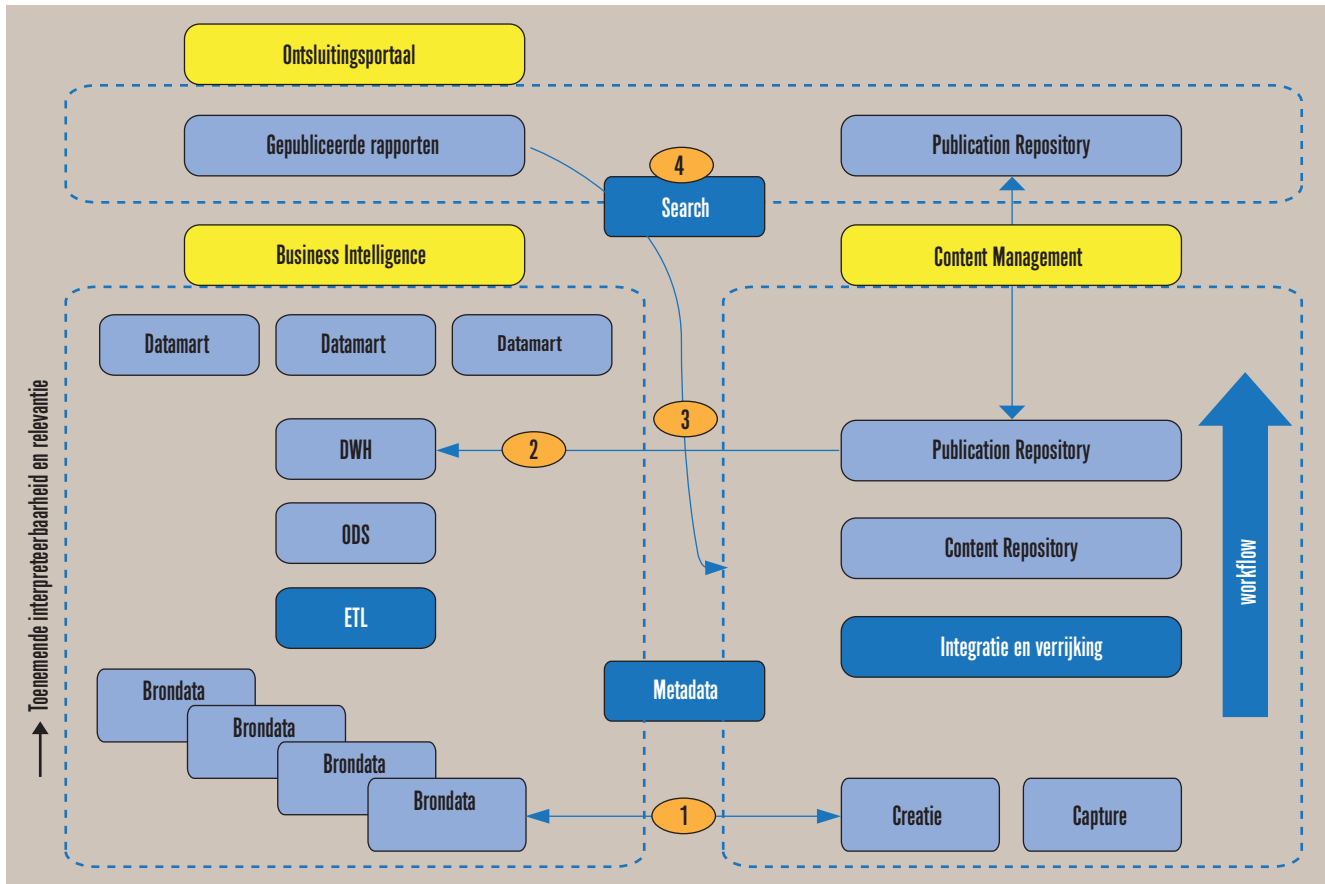 Ontsluitingsportaal
Gepubliceerde rapporten
4
Search
Publication Repository
Business Intelligence
Content Management
Datamart
Datamart
Datamart
Toenemende interpreteerbaarheid en relevantie
DWH
2
3
Publication Repository
ODS
Content Repository
ETL
Integratie en verrijking
workflow
Metadata
Brondata
Brondata
Brondata
Brondata
1
Creatie
Capture